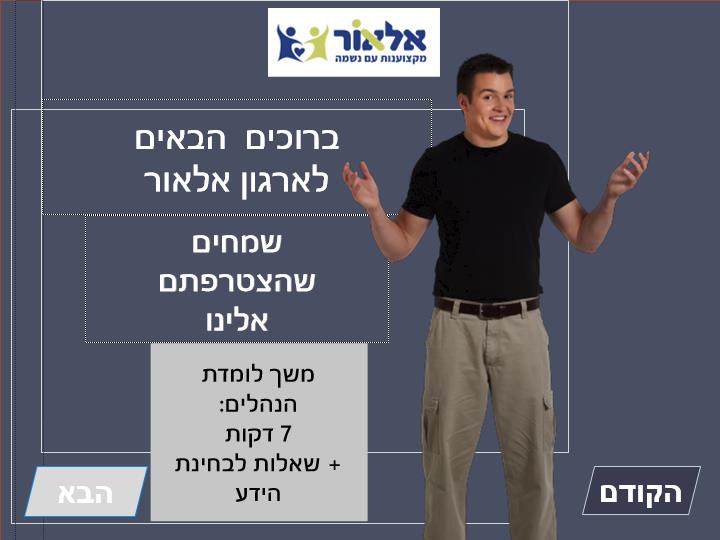 אלאור
מקצוענות עם נשמה
ברוכים הבאים
לארגון אלאור
שמחים
שהצטרפתם
אלינו
משך לומדת
הנהלים:
7 דקות
+ שאלות לבחינת
הידע
הבא
הקודם